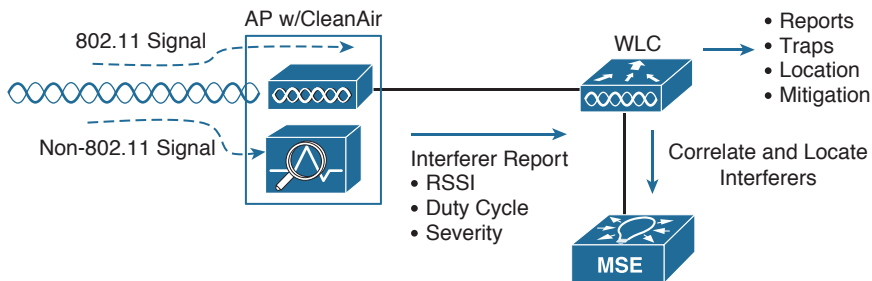 AP w/CleanAir
802.11 Signal
Non-802.11 Signal
Interferer Report
• RSSI
• Duty Cycle
• Severity
WLC
• Reports
• Traps
• Location
• Mitigation
Correlate and Locate
Interferers
MSE